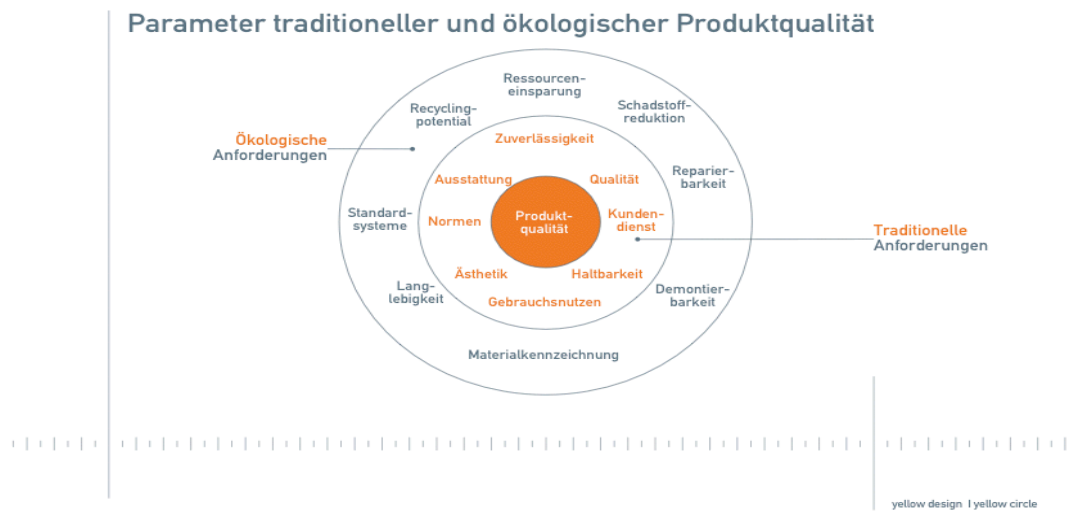 Parameter traditioneller und ökologischer Produktqualität
Ressourcen-
einsparung
Recycling-
potential
Schadstoff-
reduktion
Ökologische
Anforderungen
Zuverlässigkeit
Reparier-
barkeit
Ausstattung
Qualität
Standard-
systeme
Normen
Produkt-
qualität
Kunden-
dienst
Traditionelle
Anforderungen
Ästhetik
Haltbarkeit
Lang-
lebigkeit
Gebrauchsnutzen
Demontier-
barkeit
Materialkennzeichnung
yellow design I yellow circle